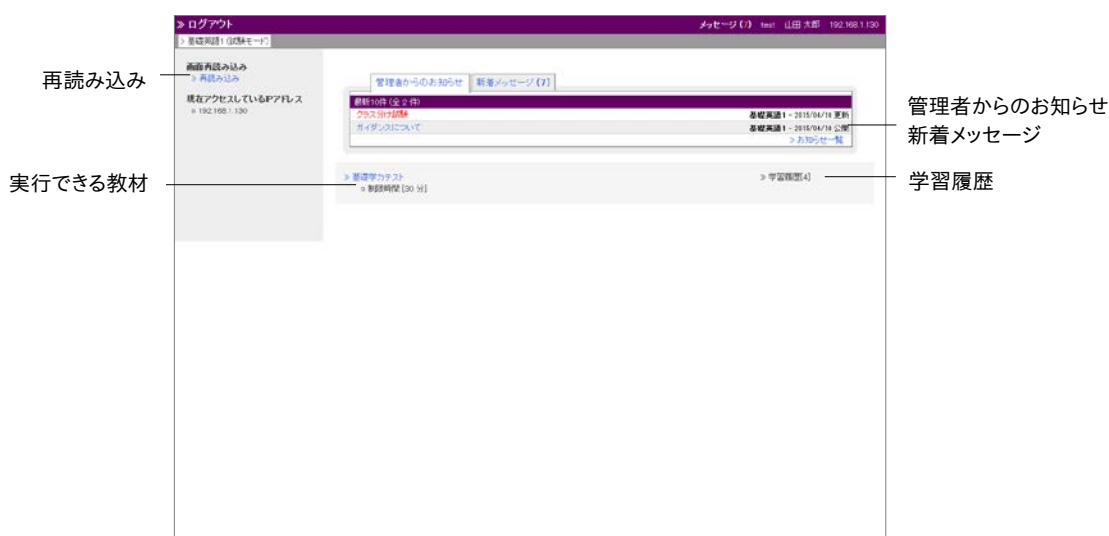 » ログアウト
メッセージ (7) test 山田 太郎 192.168.1.130
> 基礎英語1 (試験モード)
画面再読み込み
» 再読み込み
現在アクセスしているIPアドレス
192.168.1.130
管理者からのお知らせ 新着メッセージ (7)
最新10件 (全 2 件)
クラス分け試験 基礎英語1 - 2015/04/10 更新
ガイダンスについて 基礎英語1 - 2015/04/10 公開
> お知らせ一覧
» 基礎学力テスト » 学習履歴[4]
制限時間 [30 分]
再読み込み
実行できる教材
管理者からのお知らせ
新着メッセージ
学習履歴